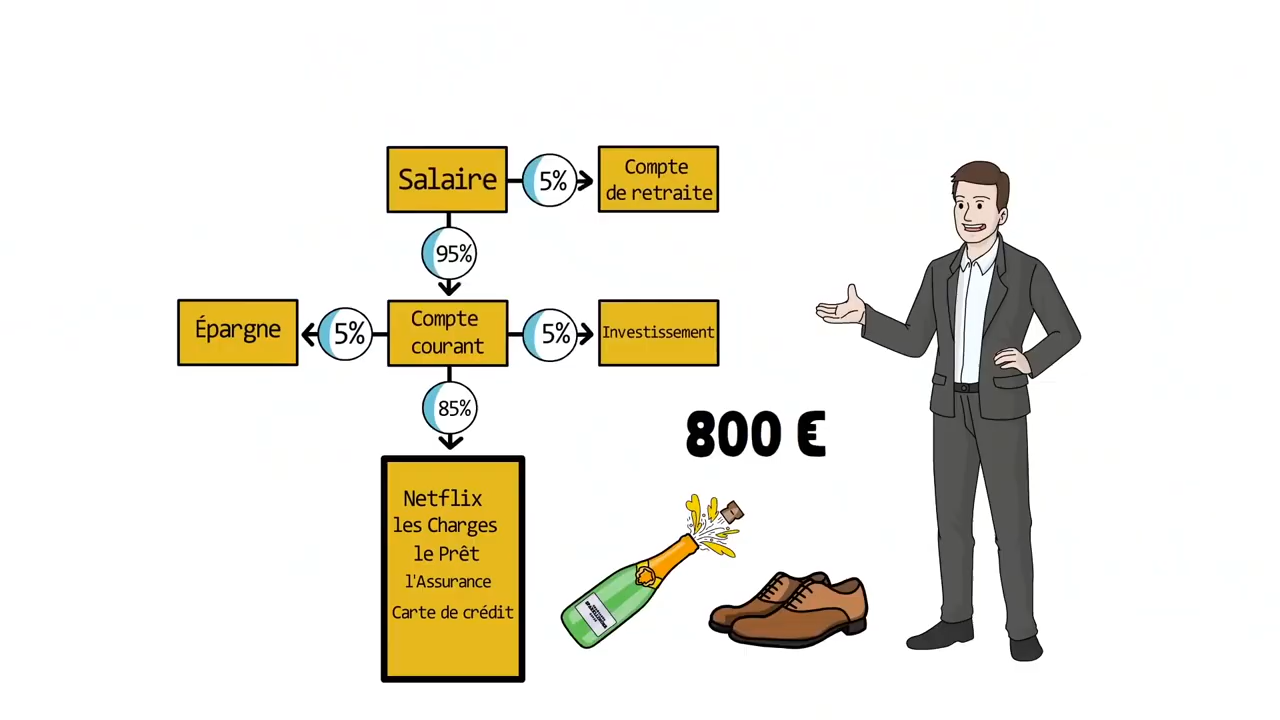 Salaire
5%
Compte
de retraite
95%
Épargne
5%
Compte
courant
5%
Investissement
85%
800 €
Netflix
les Charges
le Prêt
l'Assurance
Carte de crédit